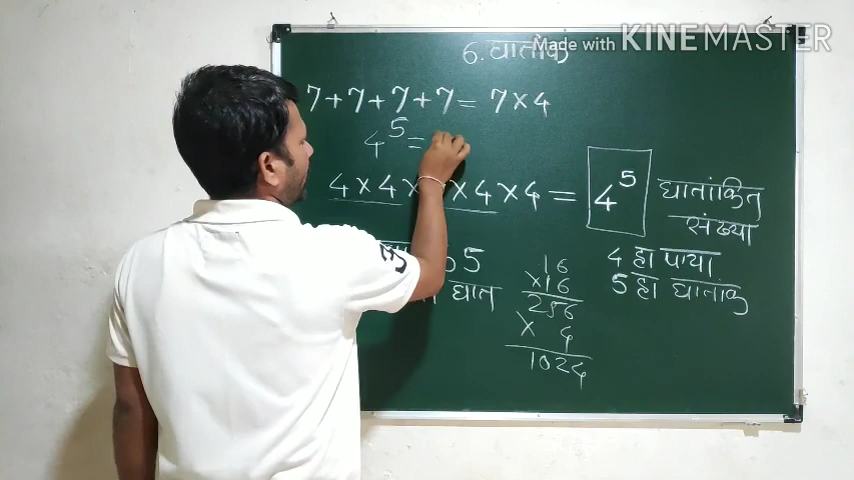 6. घातांक
Made with KINEMASTER
7 + 7 + 7 + 7 = 7 × 4
4⁵ =
4 × 4 × × 4 × 4 = 4⁵
घातांकित
संख्या
5
घात
16
×16
256
× 4
1024
4 हा पाया
5 हा घातांक